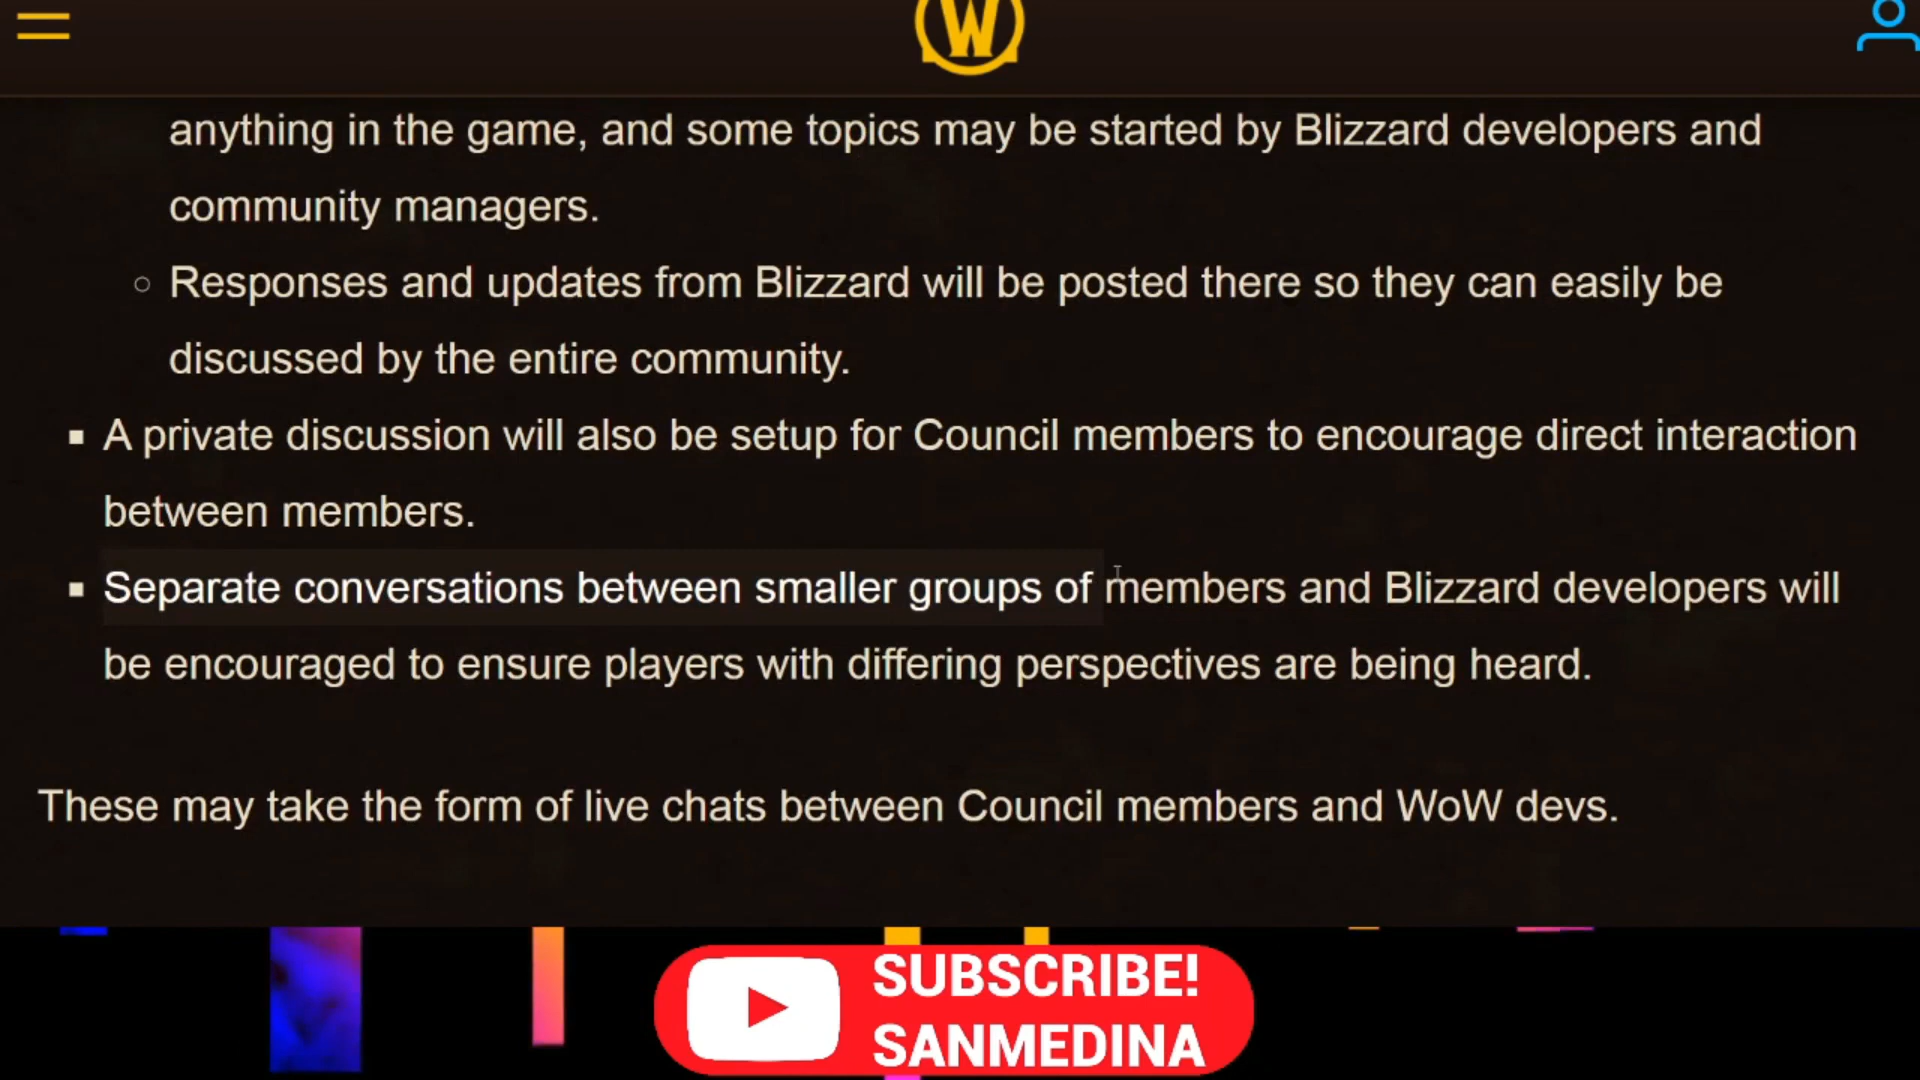 W
anything in the game, and some topics may be started by Blizzard developers and
community managers.
Responses and updates from Blizzard will be posted there so they can easily be
discussed by the entire community.
A private discussion will also be setup for Council members to encourage direct interaction
between members.
Separate conversations between smaller groups of members and Blizzard developers will
be encouraged to ensure players with differing perspectives are being heard.
These may take the form of live chats between Council members and WoW devs.
SUBSCRIBE!
SANMEDINA